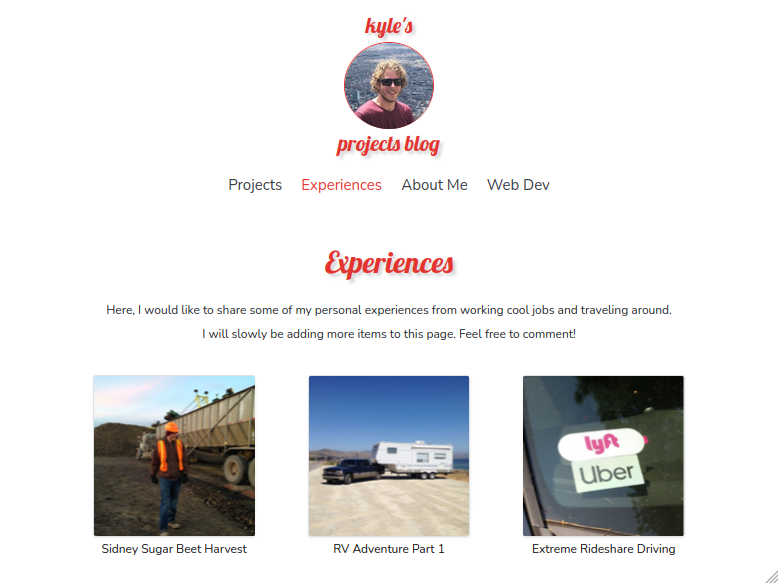 kyle's
projects blog
Projects Experiences About Me Web Dev
Experiences
Here, I would like to share some of my personal experiences from working cool jobs and traveling around.
I will slowly be adding more items to this page. Feel free to comment!
lyft
Uber
Sidney Sugar Beet Harvest
RV Adventure Part 1
Extreme Rideshare Driving